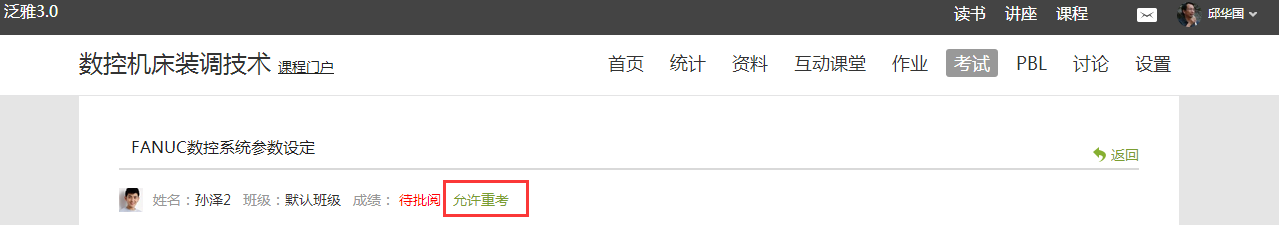 泛雅3.0 读书 讲座 课程 邱华国
数控机床装调技术 课程门户 首页 统计 资料 互动课堂 作业 考试 PBL 讨论 设置
FANUC数控系统参数设定 返回
姓名：孙泽2 班级：默认班级 成绩： 待批阅 允许重考